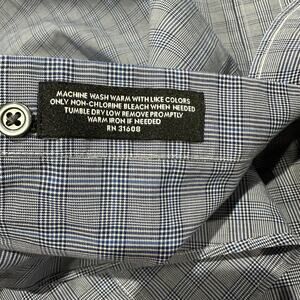 MACHINE WASH WARM WITH LIKE COLORS
ONLY NON-CHLORINE BLEACH WHEN NEEDED
TUMBLE DRY LOW REMOVE PROMPTLY
WARM IRON IF NEEDED
RN 31608